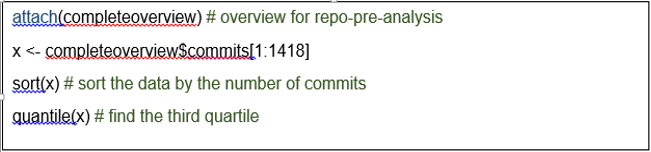 attach(completeoverview) # overview for repo-pre-analysis
x <- completeoverview$commits[1:1418]
sort(x) # sort the data by the number of commits
quantile(x) # find the third quartile